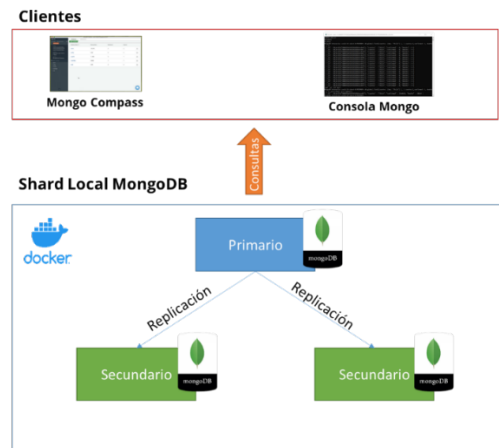 Clientes
Mongo Compass
Consola Mongo
Consultas
Shard Local MongoDB
docker
Primario
mongoDB
Replicación
Replicación
Secundario
mongoDB
Secundario
mongoDB